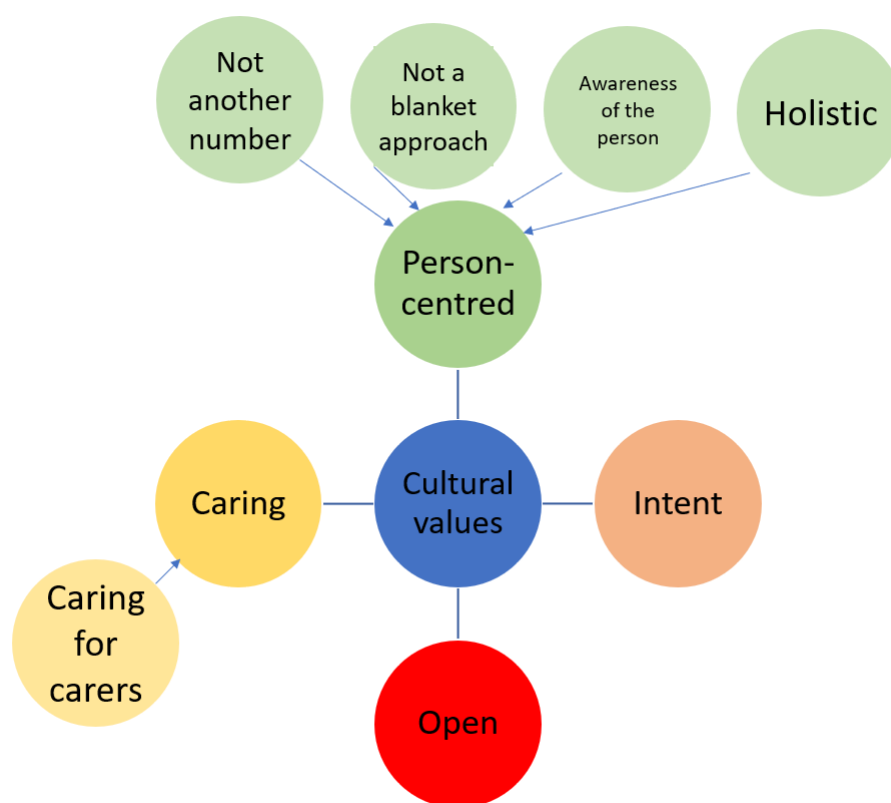 Not
another
number
Not a
blanket
approach
Awareness
of the
person
Holistic
Person-
centred
Caring
Cultural
values
Intent
Caring
for
carers
Open